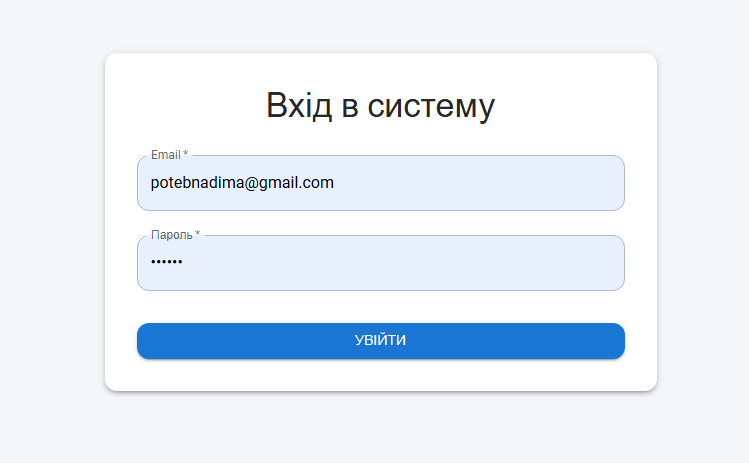 Вхід в систему
Email *
potebnadima@gmail.com
Пароль *
••••••
УВІЙТИ